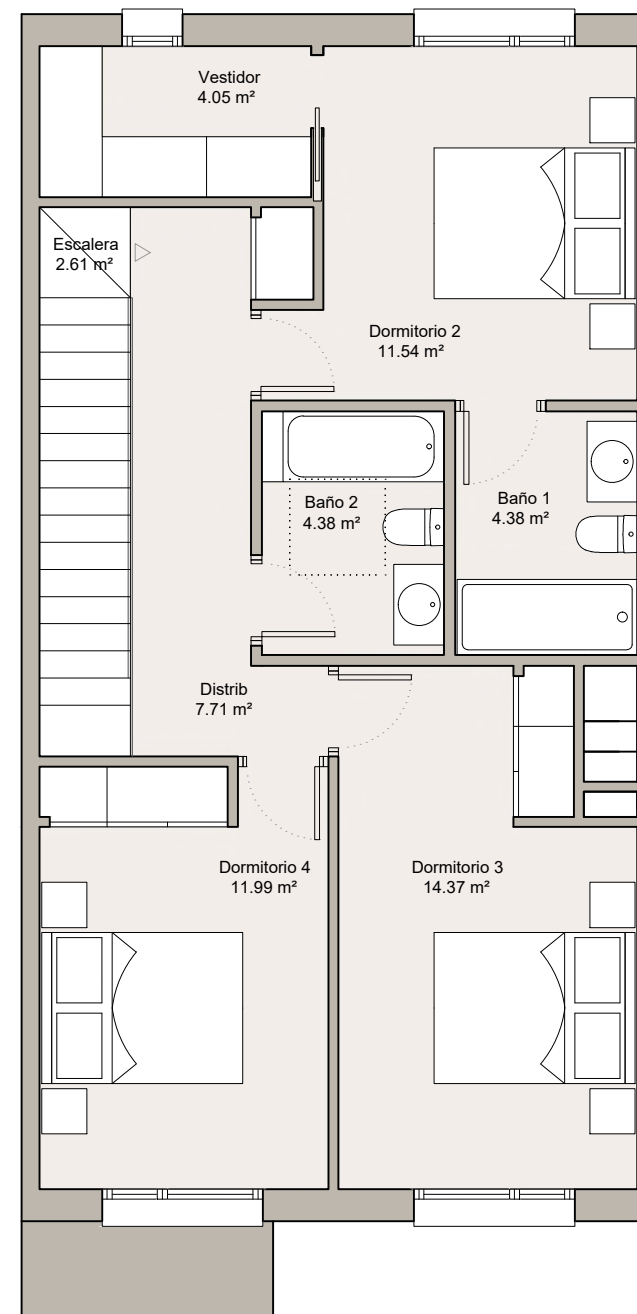 Vestidor
4.05 m²
Escalera
2.61 m²
Dormitorio 2
11.54 m²
Baño 2
4.38 m²
Baño 1
4.38 m²
Distrib
7.71 m²
Dormitorio 4
11.99 m²
Dormitorio 3
14.37 m²